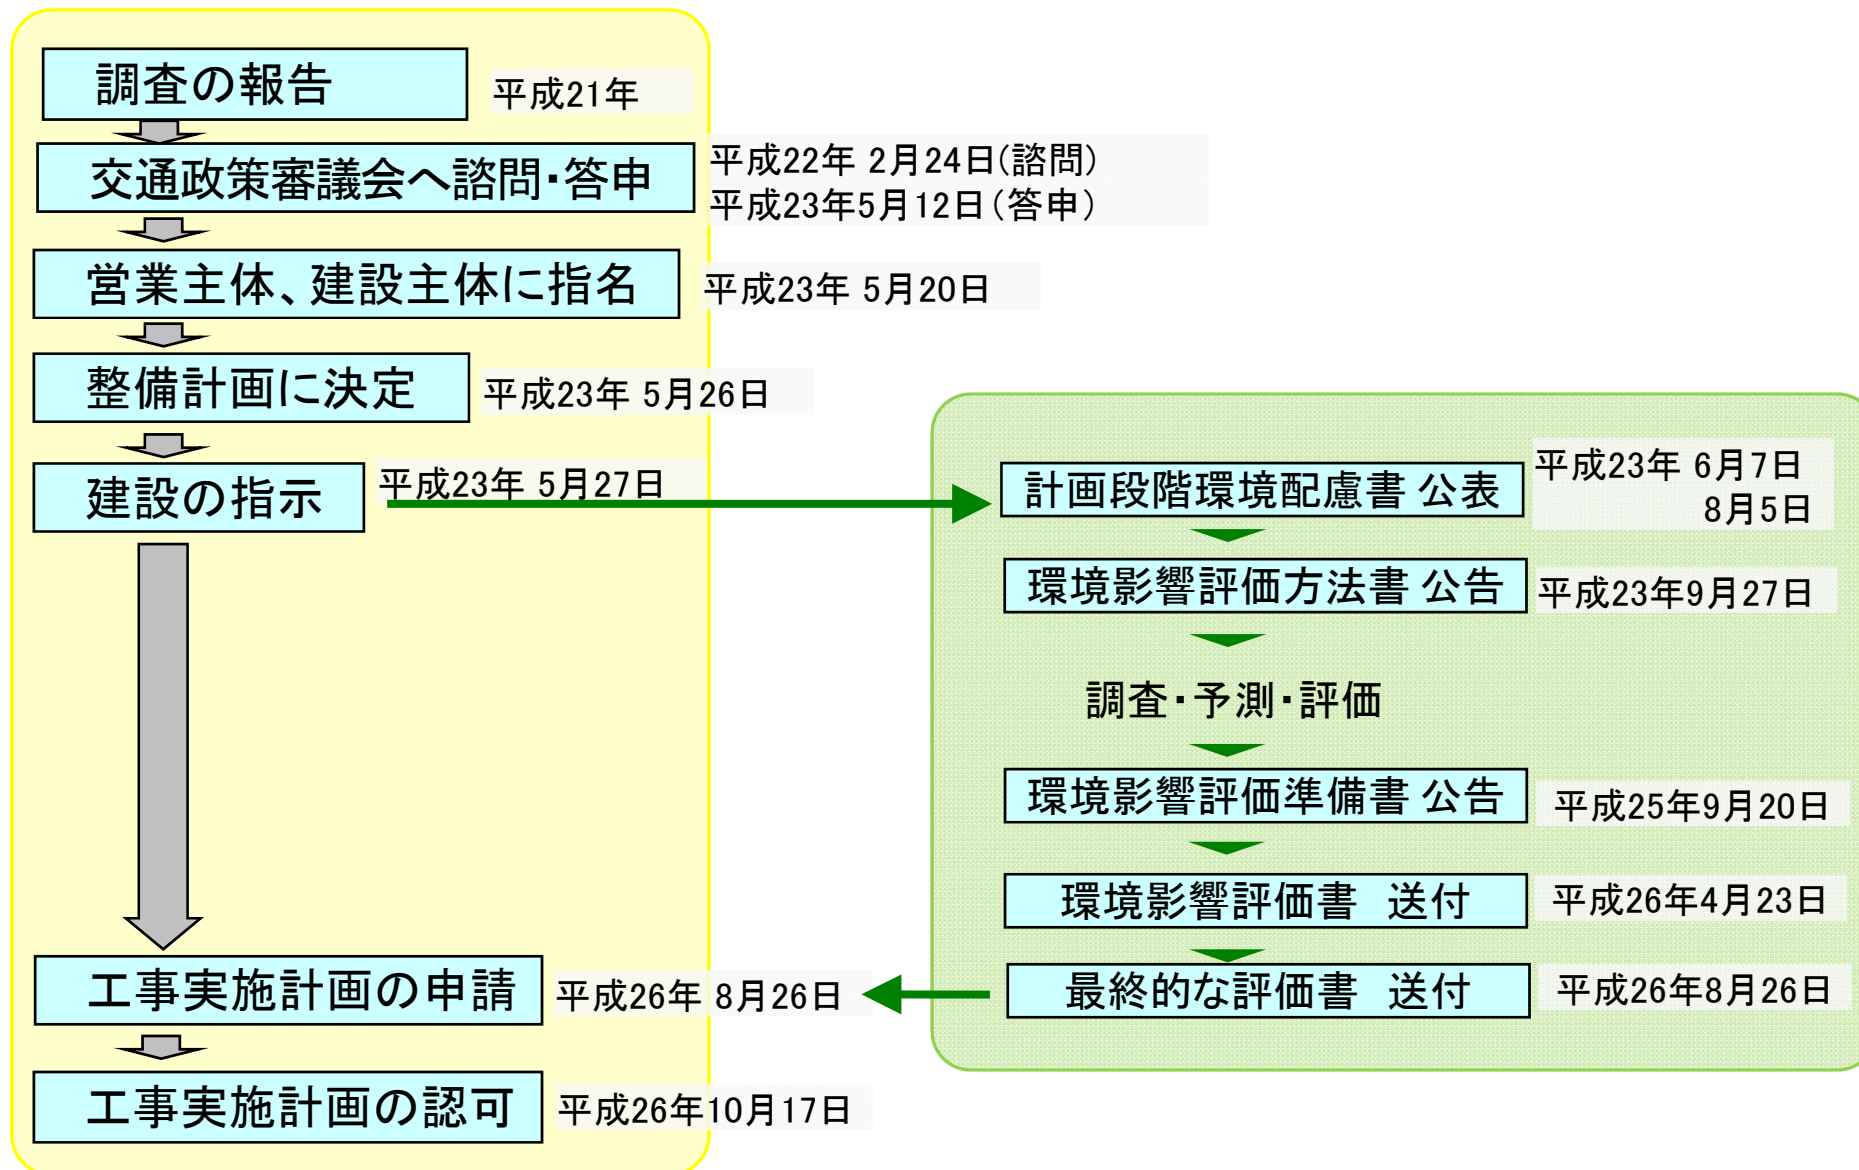 調査の報告
平成21年
交通政策審議会へ諮問・答申
平成22年 2月24日(諮問)
平成23年5月12日(答申)
営業主体、建設主体に指名
平成23年 5月20日
整備計画に決定
平成23年 5月26日
建設の指示
平成23年 5月27日
工事実施計画の申請
平成26年 8月26日
工事実施計画の認可
平成26年10月17日
計画段階環境配慮書 公表
平成23年 6月7日
8月5日
環境影響評価方法書 公告
平成23年9月27日
調査・予測・評価
環境影響評価準備書 公告
平成25年9月20日
環境影響評価書　送付
平成26年4月23日
最終的な評価書　送付
平成26年8月26日